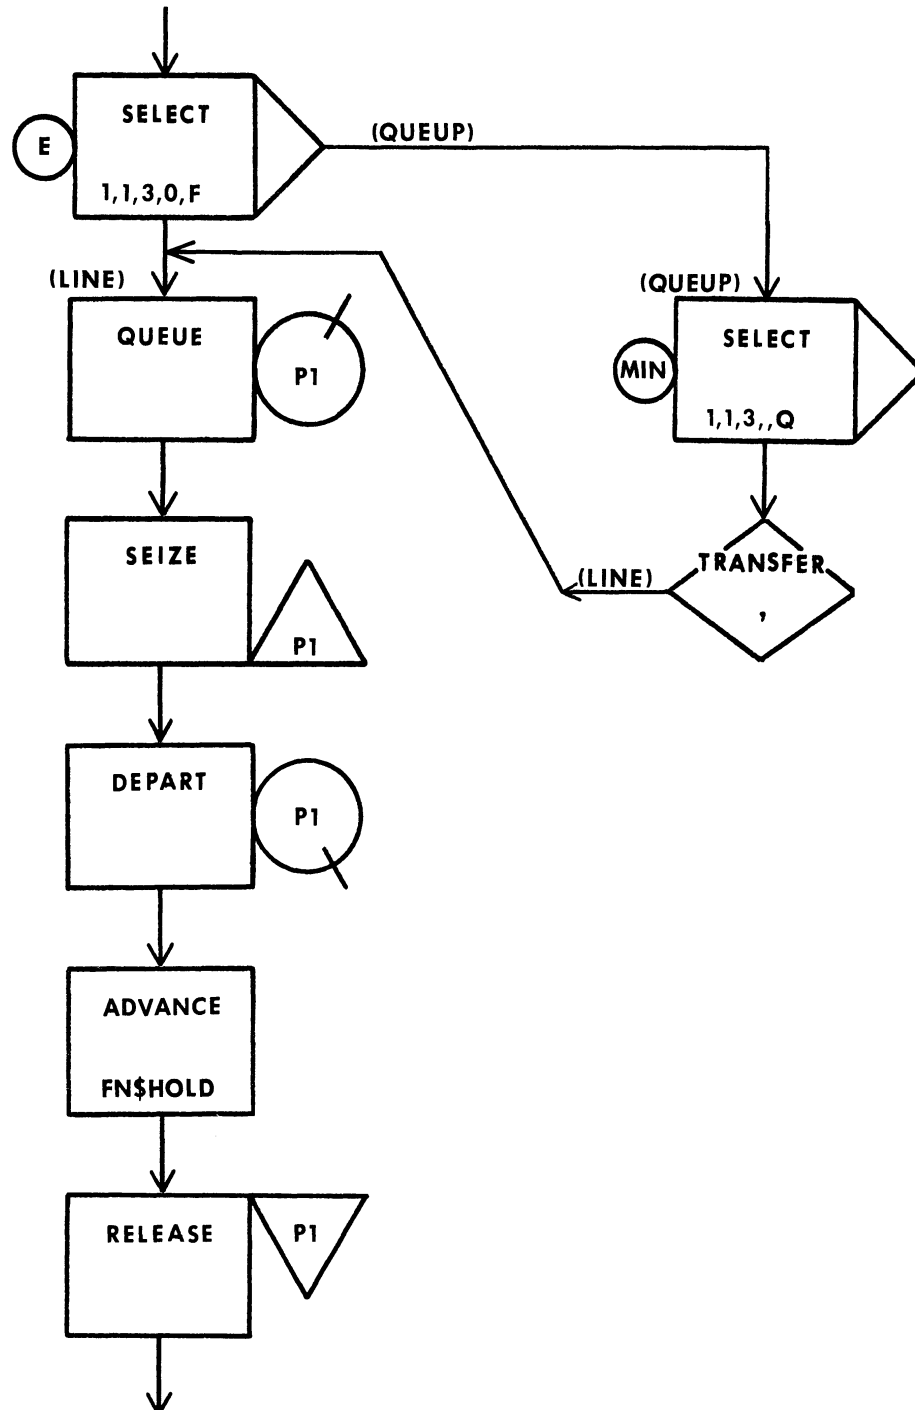 SELECT
E
1,1,3,0,F
(QUEUP)
(LINE)
QUEUE
P1
(QUEUP)
SELECT
MIN
1,1,3,,Q
SEIZE
P1
TRANSFER
,
(LINE)
DEPART
P1
ADVANCE
FN$HOLD
RELEASE
P1